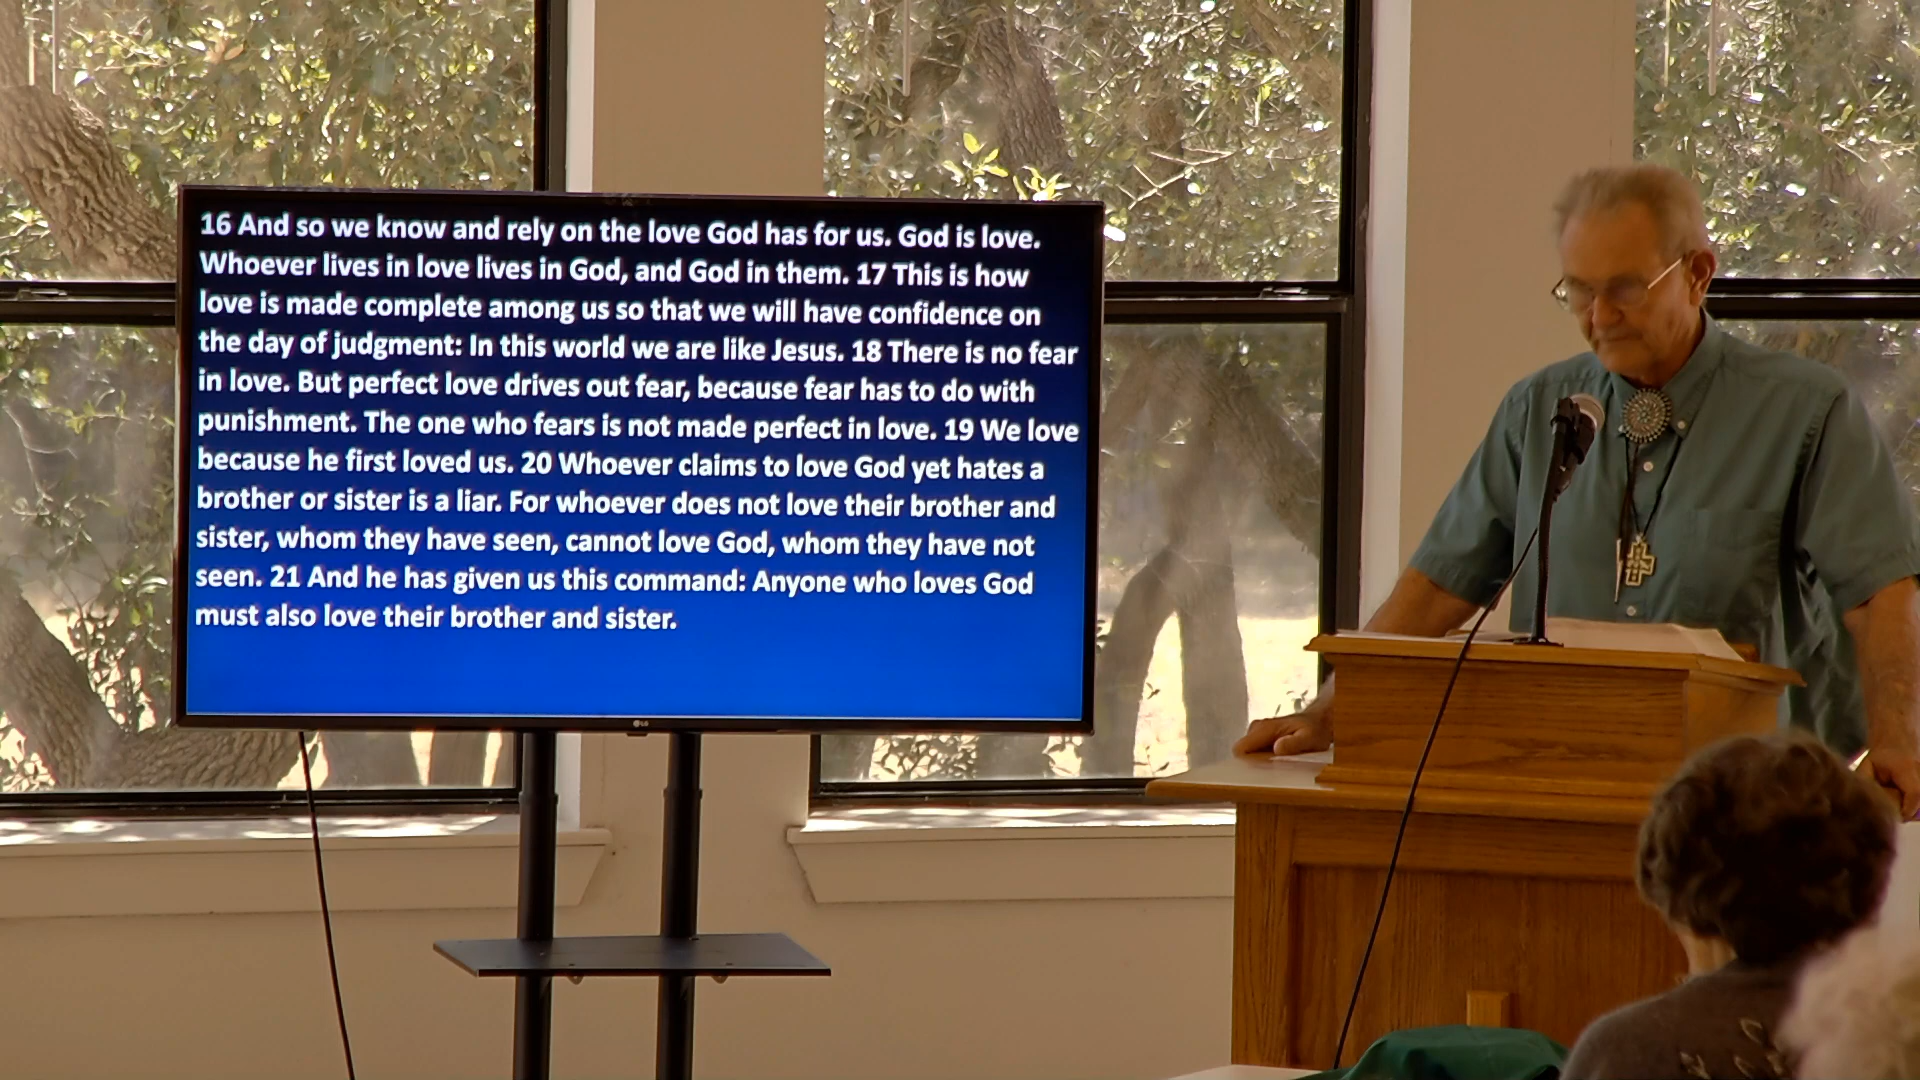 16 And so we know and rely on the love God has for us. God is love.
Whoever lives in love lives in God, and God in them. 17 This is how
love is made complete among us so that we will have confidence on
the day of judgment: In this world we are like Jesus. 18 There is no fear
in love. But perfect love drives out fear, because fear has to do with
punishment. The one who fears is not made perfect in love. 19 We love
because he first loved us. 20 Whoever claims to love God yet hates a
brother or sister is a liar. For whoever does not love their brother and
sister, whom they have seen, cannot love God, whom they have not
seen. 21 And he has given us this command: Anyone who loves God
must also love their brother and sister.
LG